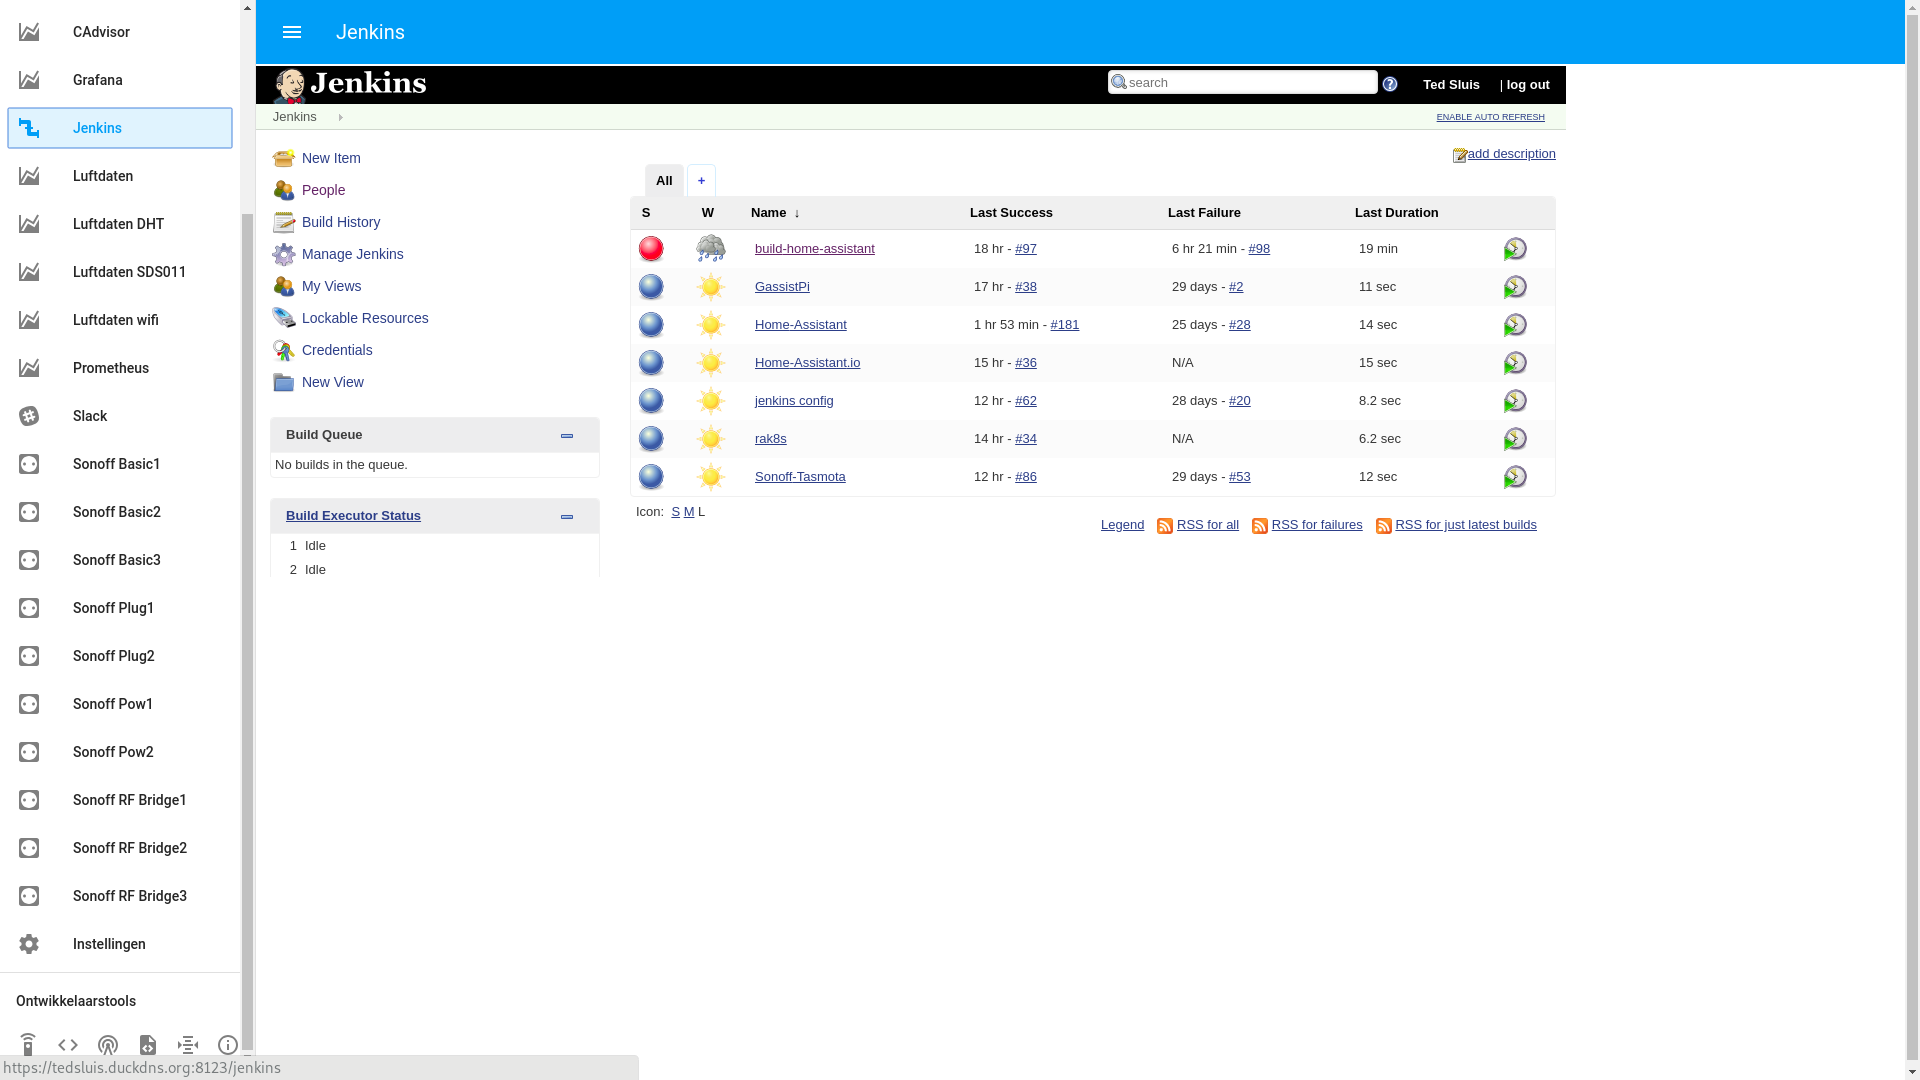 CAdvisor
Grafana
Jenkins
Luftdaten
Luftdaten DHT
Luftdaten SDS011
Luftdaten wifi
Prometheus
Slack
Sonoff Basic1
Sonoff Basic2
Sonoff Basic3
Sonoff Plug1
Sonoff Plug2
Sonoff Pow1
Sonoff Pow2
Sonoff RF Bridge1
Sonoff RF Bridge2
Sonoff RF Bridge3
Instellingen
Ontwikkelaarstools
https://tedsluis.duckdns.org:8123/jenkins
Jenkins
Jenkins search ? Ted Sluis | log out
Jenkins ENABLE AUTO REFRESH
New Item
People
Build History
Manage Jenkins
My Views
Lockable Resources
Credentials
New View
Build Queue
No builds in the queue.
Build Executor Status
1 Idle
2 Idle
add description
All +
S W Name ↓ Last Success Last Failure Last Duration
build-home-assistant 18 hr - #97 6 hr 21 min - #98 19 min
GassistPi 17 hr - #38 29 days - #2 11 sec
Home-Assistant 1 hr 53 min - #181 25 days - #28 14 sec
Home-Assistant.io 15 hr - #36 N/A 15 sec
jenkins config 12 hr - #62 28 days - #20 8.2 sec
rak8s 14 hr - #34 N/A 6.2 sec
Sonoff-Tasmota 12 hr - #86 29 days - #53 12 sec
Icon: S M L
Legend RSS for all RSS for failures RSS for just latest builds